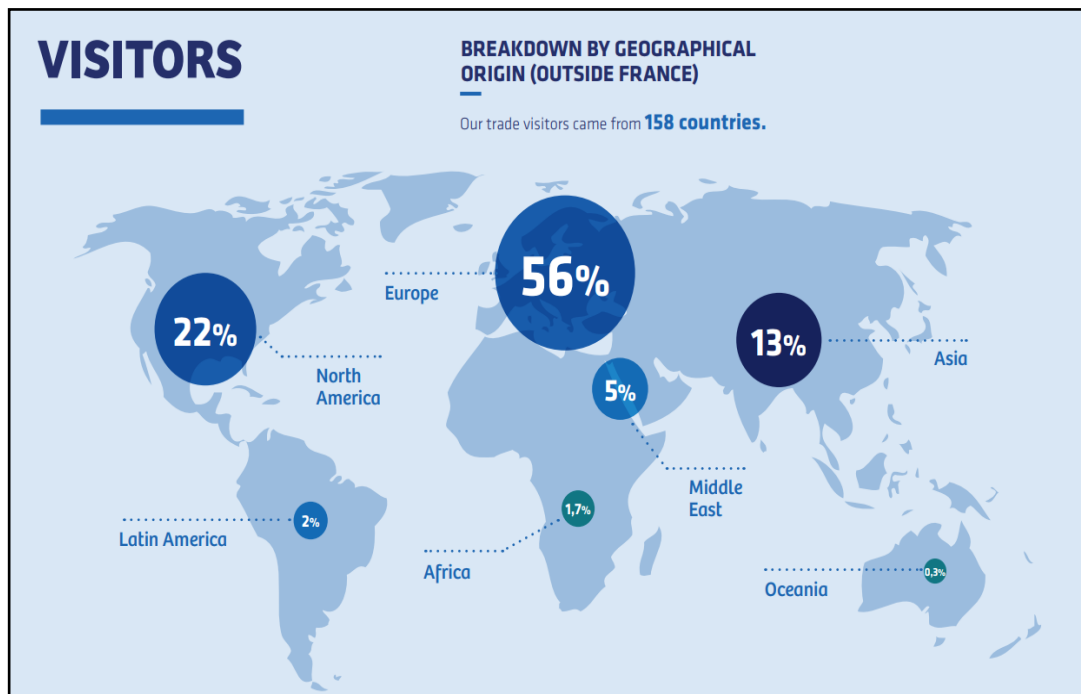 VISITORS
BREAKDOWN BY GEOGRAPHICAL
ORIGIN (OUTSIDE FRANCE)
Our trade visitors came from 158 countries.
56%
Europe
22%
North
America
13%
Asia
5%
Middle
East
2%
Latin America
1,7%
Africa
0,3%
Oceania